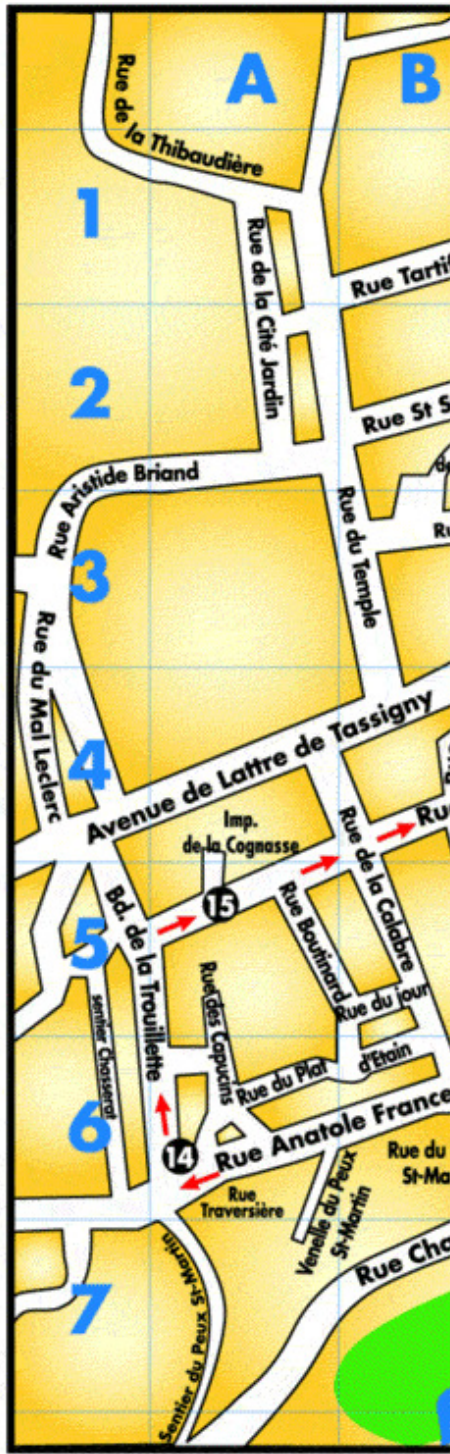 A
B
Rue de
la Thibaudière
1
Rue de la Cité Jardin
Rue Tartif
2
Rue St S
Rue Aristide Briand
de
3
Rue du Temple
Ru
Rue du Mal Leclerc
4
Avenue de Lattre de Tassigny
Imp.
de la Cognasse
Rue
Rue de la Calabre
15
5
Bd. de la Trouillette
Rue Boutinard
Rue des Capucins
Rue du jour
sentier Chasserat
Rue du Plat
d'Etain
6
14
Rue Anatole France
Rue du
St-Ma
Rue
Traversière
Venelle du Peux
St-Martin
Rue Cha
7
Sentier du Peux St-Martin